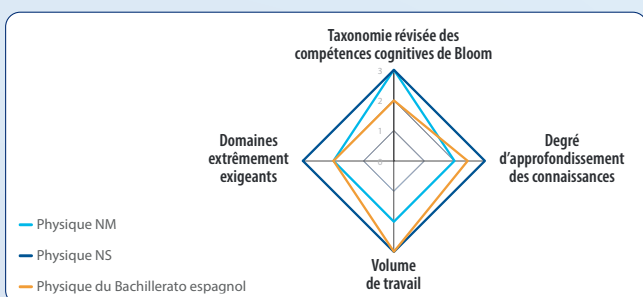 Taxonomie révisée des
compétences cognitives de Bloom
3
2
1
0
Domaines
extrêmement
exigeants
Degré
d'approfondissement
des connaissances
Volume
de travail
Physique NM
Physique NS
Physique du Bachillerato espagnol